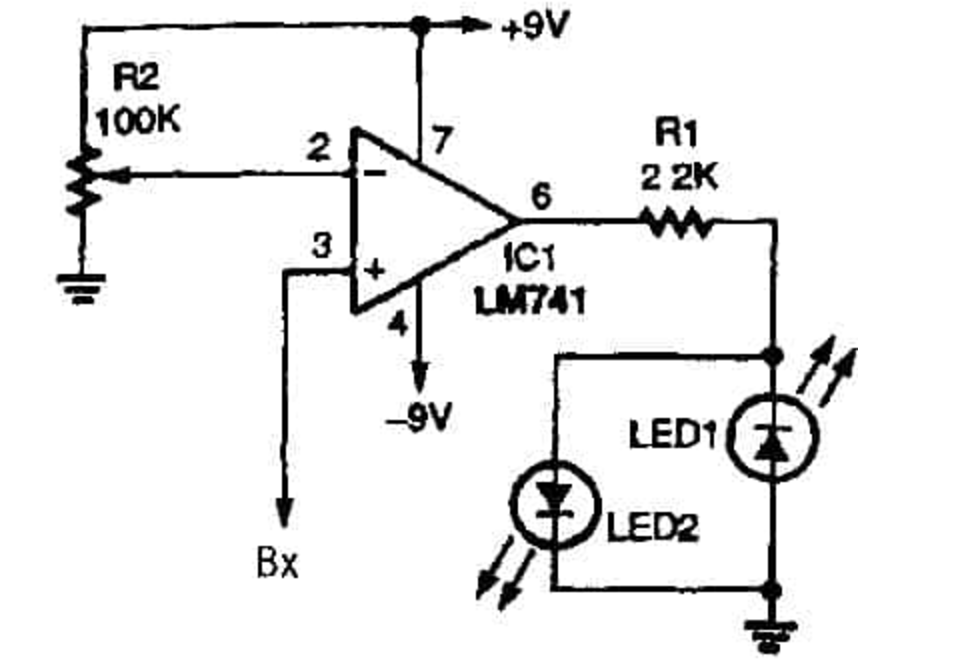 +9V
R2
100K
2
7
−
R1
2 2K
6
3
+
IC1
LM741
4
−9V
LED1
LED2
Bx